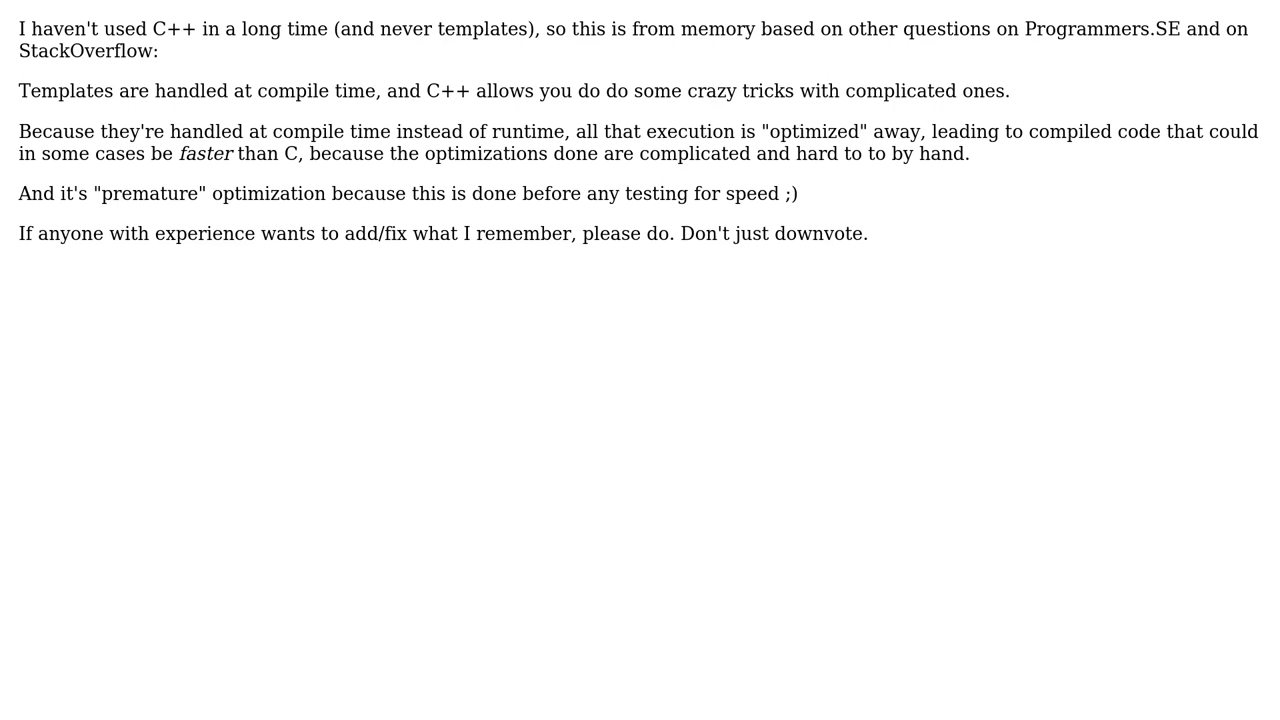 I haven't used C++ in a long time (and never templates), so this is from memory based on other questions on Programmers.SE and on
StackOverflow:
Templates are handled at compile time, and C++ allows you do do some crazy tricks with complicated ones.
Because they're handled at compile time instead of runtime, all that execution is "optimized" away, leading to compiled code that could
in some cases be faster than C, because the optimizations done are complicated and hard to to by hand.
And it's "premature" optimization because this is done before any testing for speed ;)
If anyone with experience wants to add/fix what I remember, please do. Don't just downvote.